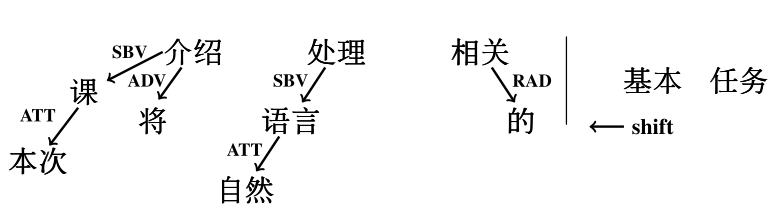 介绍 处理 相关
SBV
课 ADV SBV RAD 基本 任务
ATT 将 语言 的 shift
本次 ATT
自然